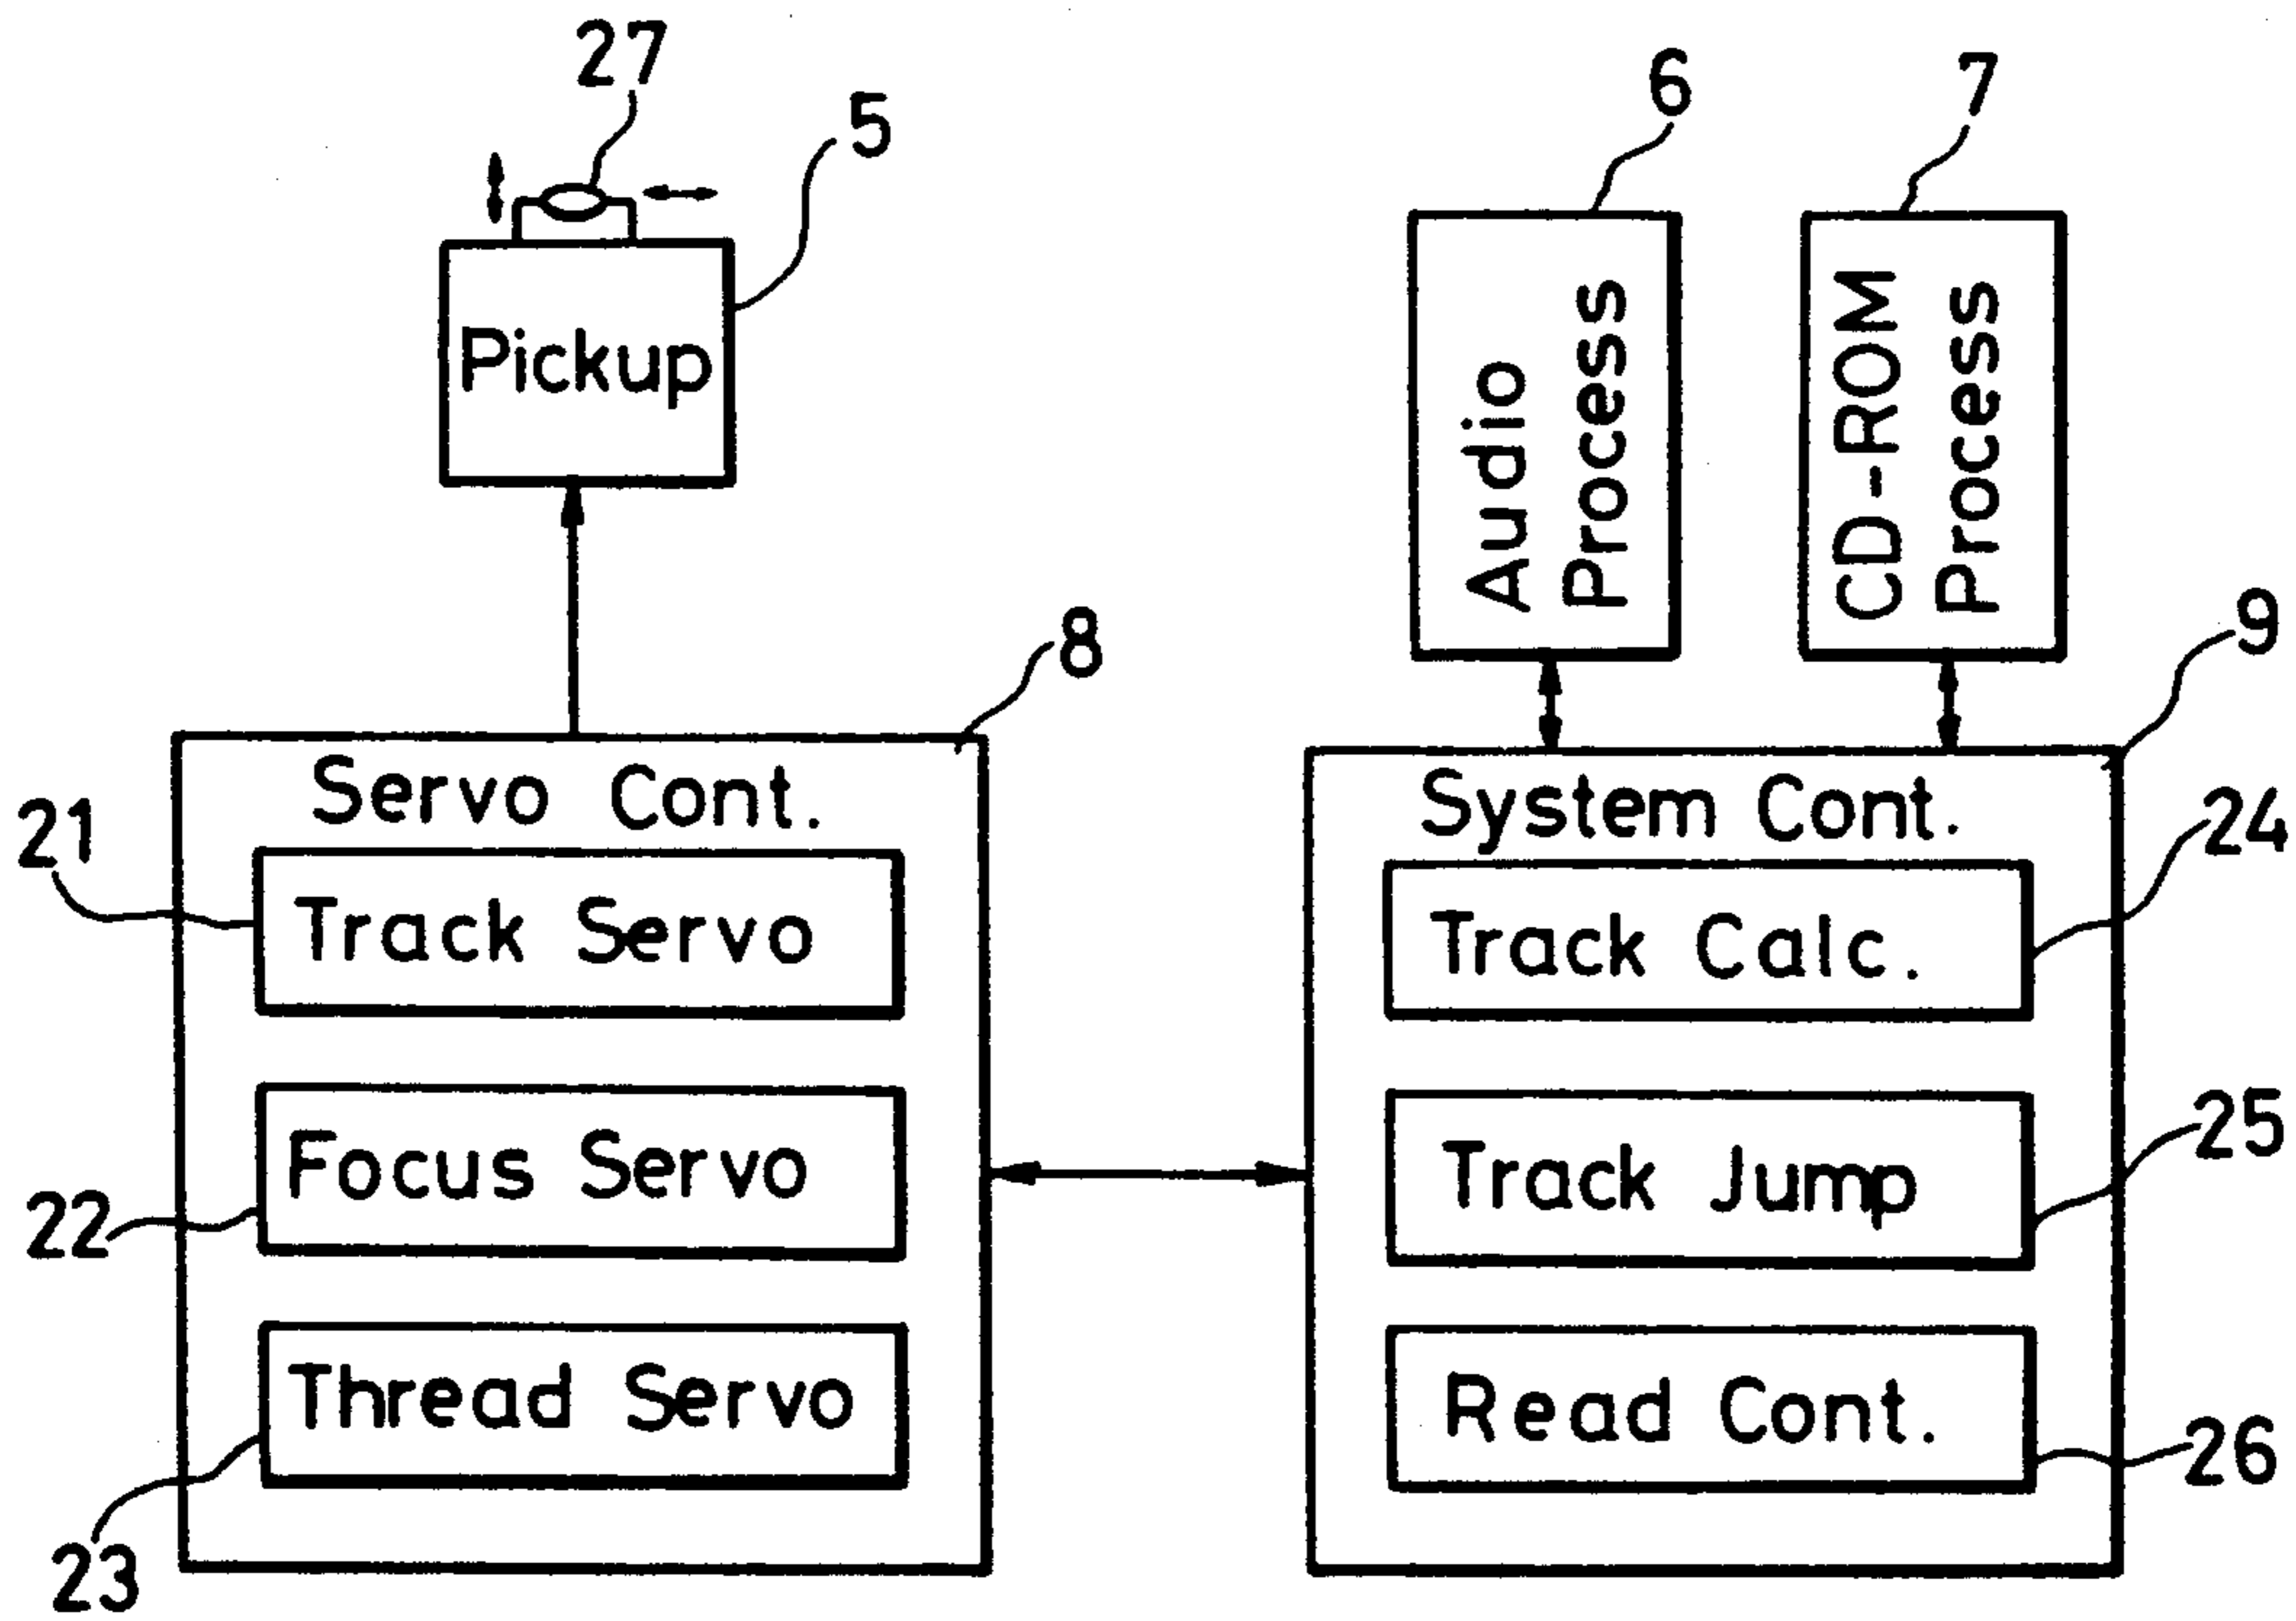 27
5
6
7
Pickup
Audio
Process
CD-ROM
Process
8
9
Servo Cont.
System Cont.
21
Track Servo
24
Track Calc.
22
Focus Servo
25
Track Jump
23
Thread Servo
26
Read Cont.